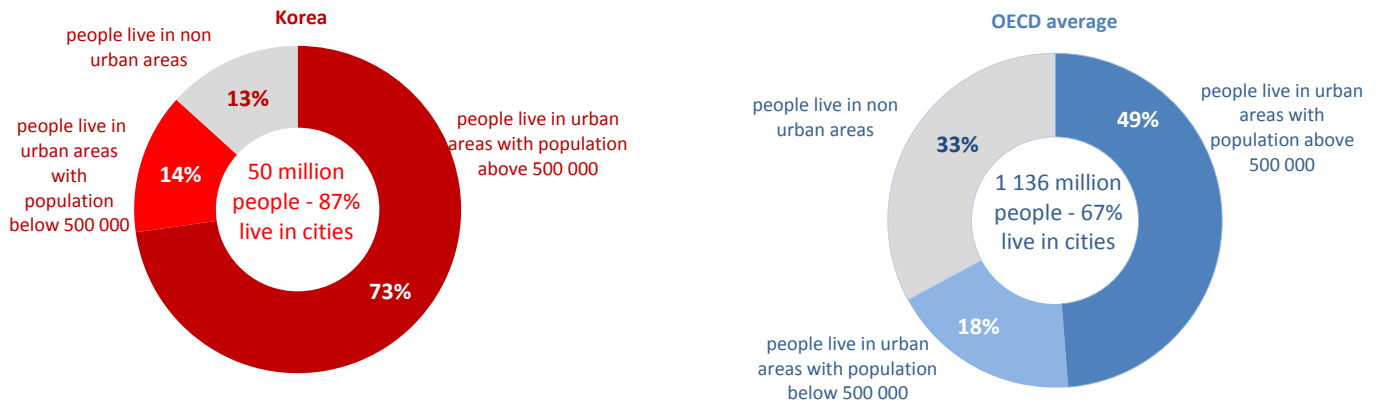 Korea
people live in non
urban areas
13%
people live in
urban areas
with
population
below 500 000
14%
50 million
people - 87%
live in cities
people live in urban
areas with population
above 500 000
73%
OECD average
people live in non
urban areas
33%
49%
people live in urban
areas with
population above
500 000
1 136 million
people - 67%
live in cities
18%
people live in urban
areas with population
below 500 000